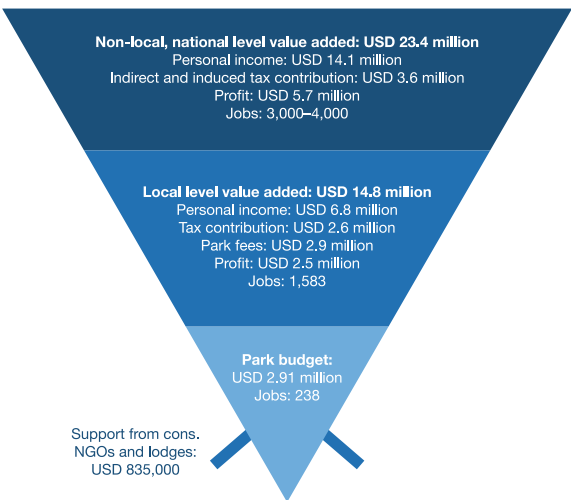 Non-local, national level value added: USD 23.4 million
Personal income: USD 14.1 million
Indirect and induced tax contribution: USD 3.6 million
Profit: USD 5.7 million
Jobs: 3,000–4,000
Local level value added: USD 14.8 million
Personal income: USD 6.8 million
Tax contribution: USD 2.6 million
Park fees: USD 2.9 million
Profit: USD 2.5 million
Jobs: 1,583
Park budget:
USD 2.91 million
Jobs: 238
Support from cons.
NGOs and lodges:
USD 835,000